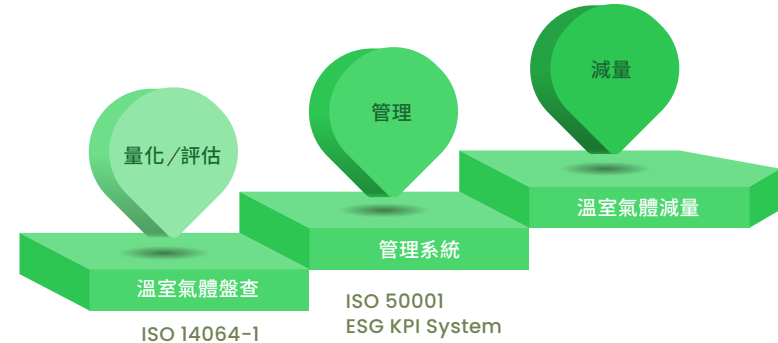 減量
管理
量化/評估
溫室氣體減量
管理系統
溫室氣體盤查
ISO 50001
ESG KPI System
ISO 14064-1